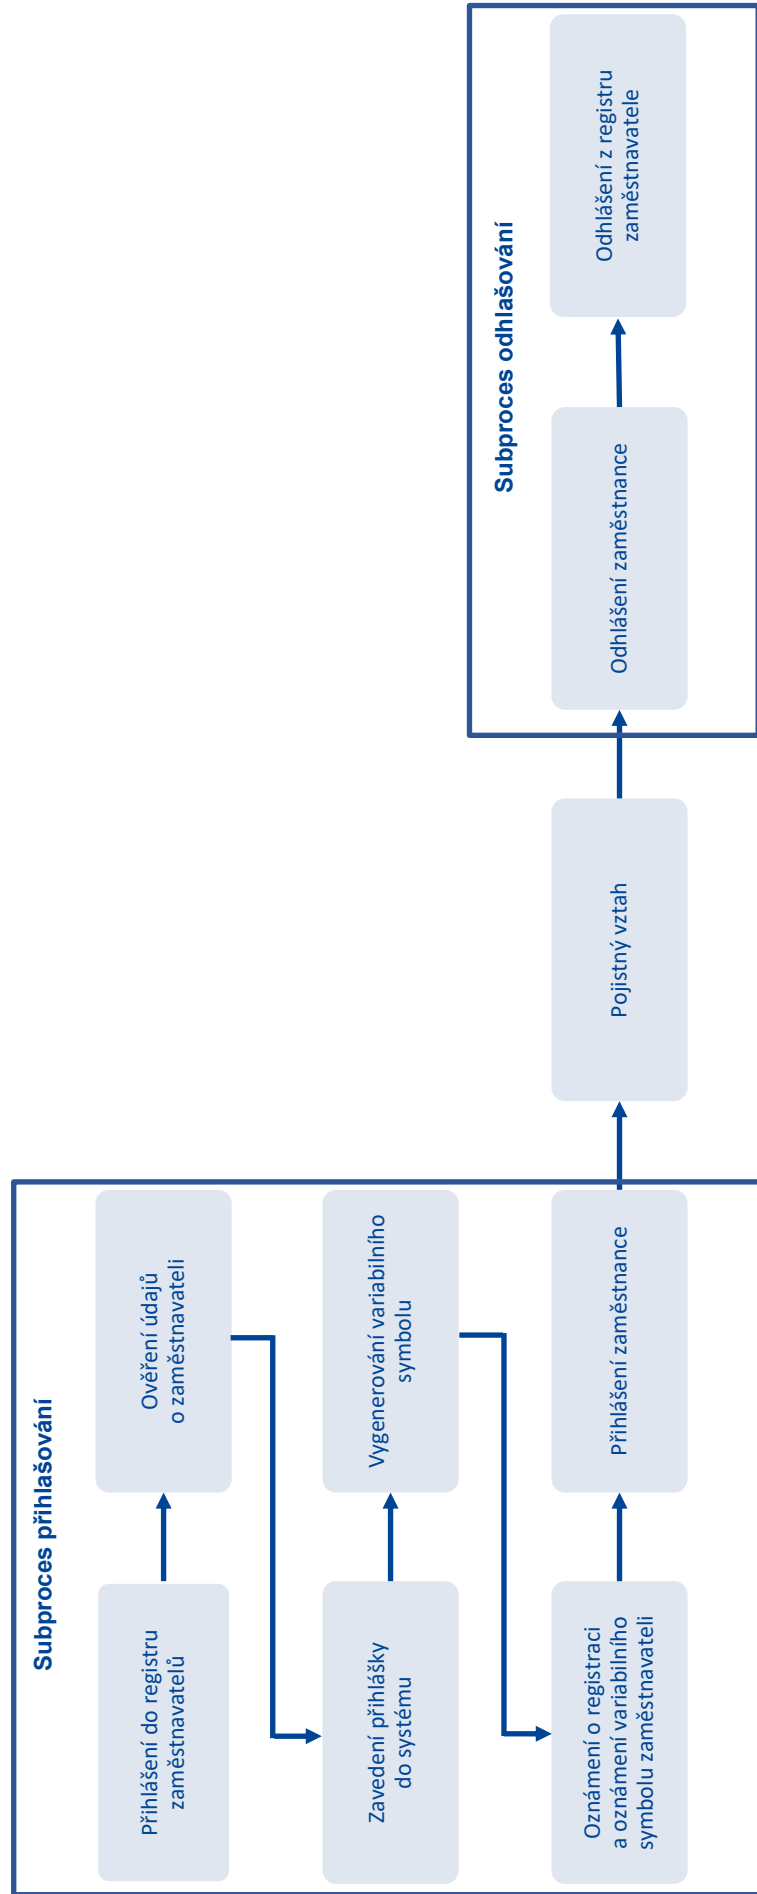 Subproces přihlašování
Přihlášení do registru
zaměstnavatelů
Ověření údajů
o zaměstnavateli
Zavedení přihlášky
do systému
Vygenerování variabilního
symbolu
Oznámení o registraci
a oznámení variabilního
symbolu zaměstnavateli
Přihlášení zaměstnance
Pojistný vztah
Subproces odhlašování
Odhlášení zaměstnance
Odhlášení z registru
zaměstnavatele